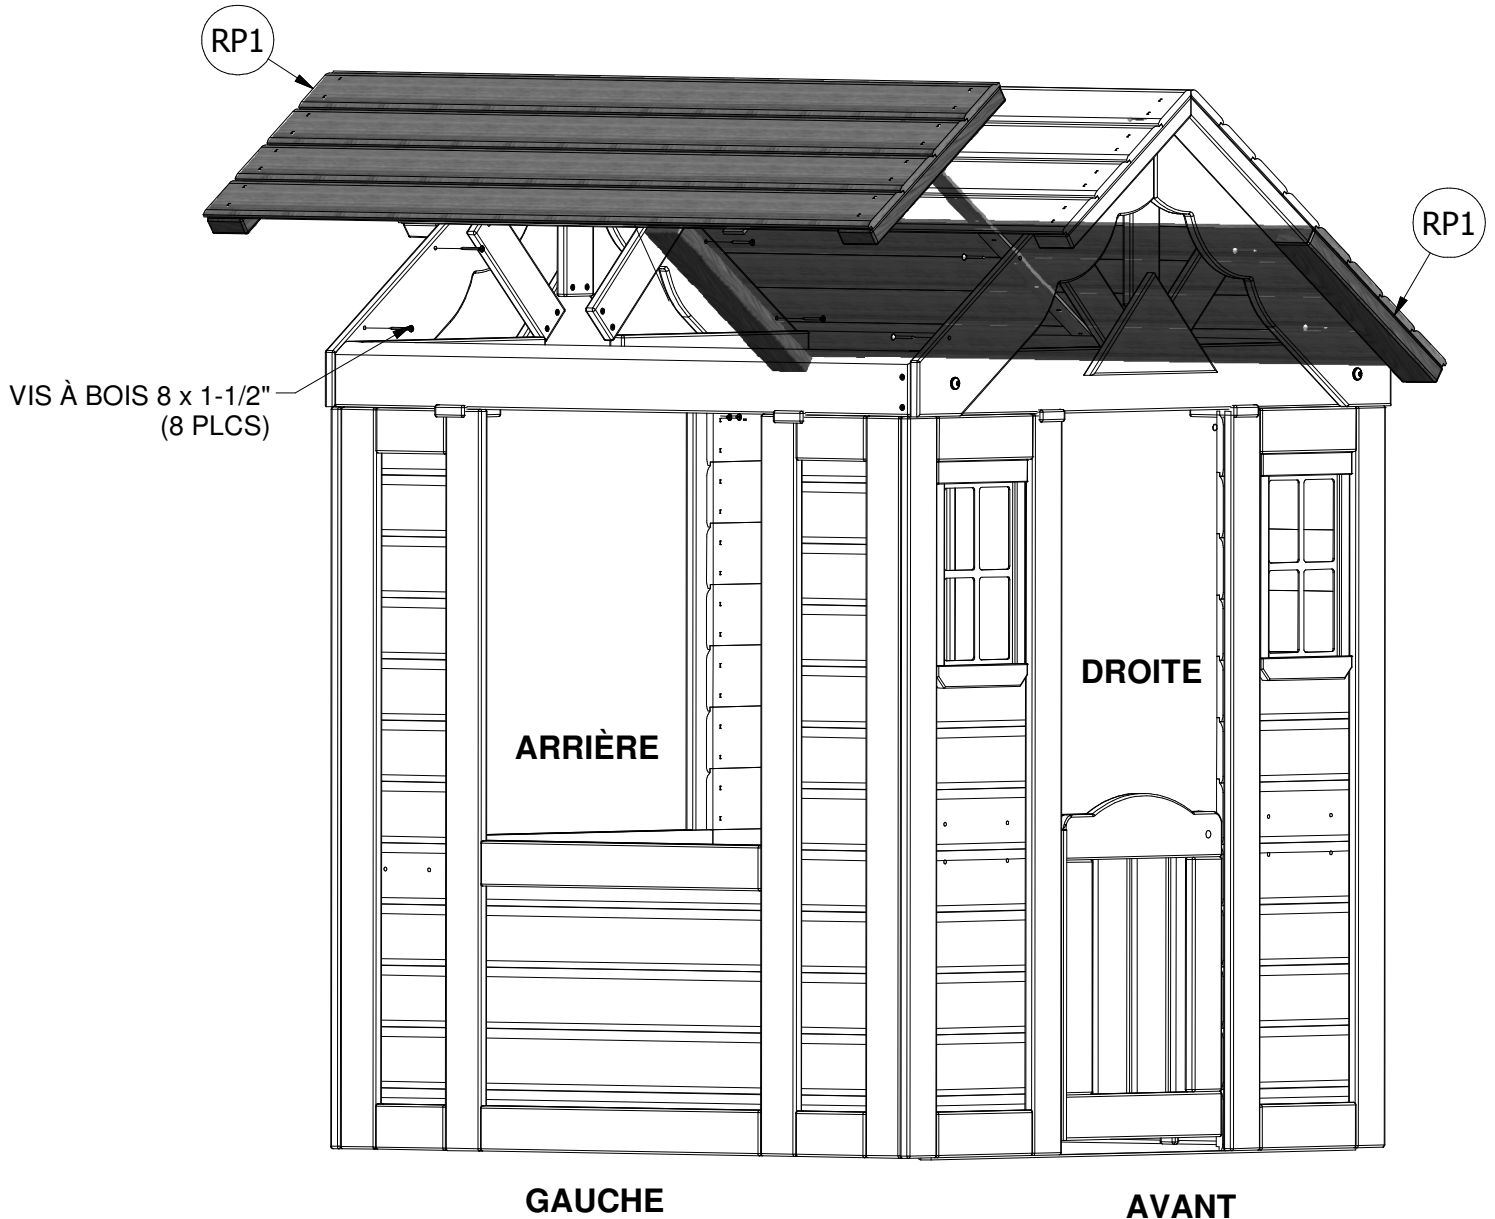 RP1
RP1
VIS À BOIS 8 x 1-1/2"
(8 PLCS)
DROITE
ARRIÈRE
GAUCHE
AVANT